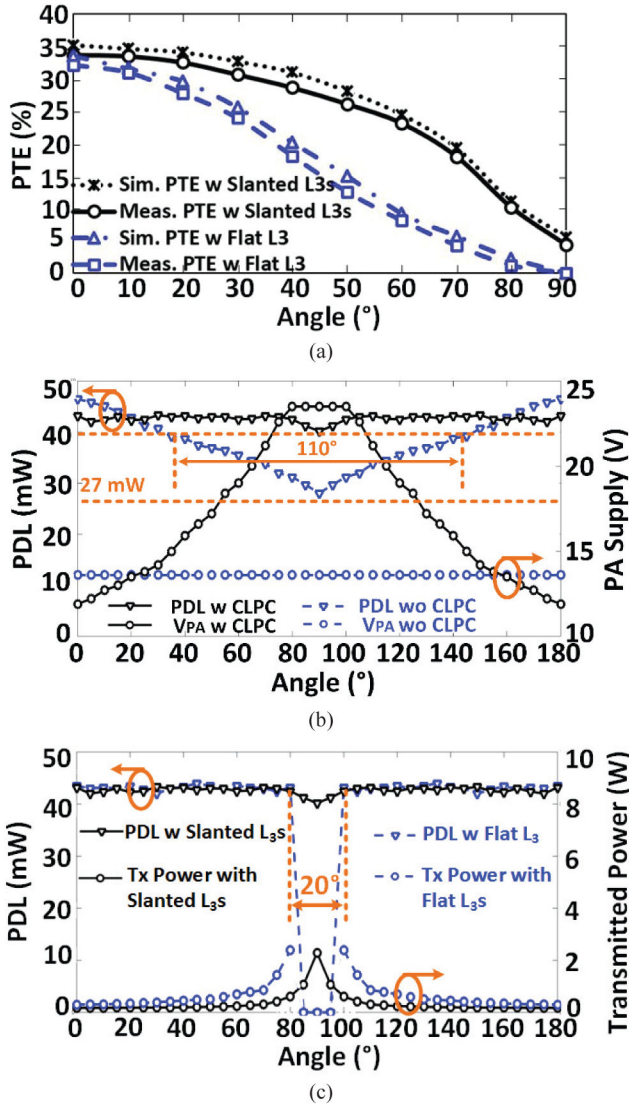 40
35
30
25
20
15
10
5
0
PTE (%)
Sim. PTE w Slanted L3s
Meas. PTE w Slanted L3s
Sim. PTE w Flat L3
Meas. PTE w Flat L3
0 10 20 30 40 50 60 70 80 90
Angle (°)
(a)
50
40
30
20
10
0
PDL (mW)
110°
27 mW
PDL w CLPC
PDL wo CLPC
VPA w CLPC
VPA wo CLPC
25
22
19
16
13
10
PA Supply (V)
0 20 40 60 80 100 120 140 160 180
Angle (°)
(b)
50
40
30
20
10
0
PDL (mW)
PDL w Slanted L3s
PDL w Flat L3
Tx Power with
Slanted L3s
Tx Power with
Flat L3s
20°
10
8
6
4
2
0
Transmitted Power (W)
0 20 40 60 80 100 120 140 160 180
Angle (°)
(c)